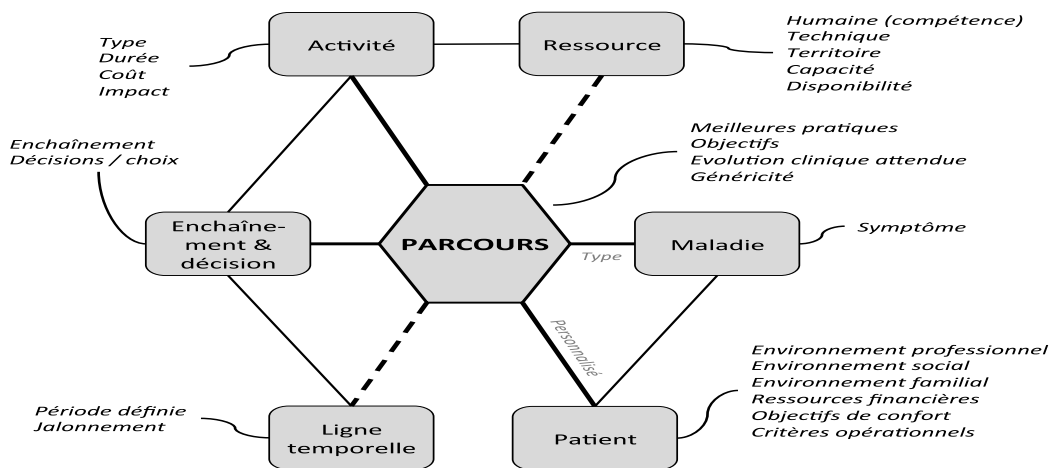 Type
Durée
Coût
Impact
Activité
Ressource
Humaine (compétence)
Technique
Territoire
Capacité
Disponibilité
Enchaînement
Décisions / choix
Meilleures pratiques
Objectifs
Evolution clinique attendue
Généricité
Enchaîne-
ment &
décision
PARCOURS
Type
Maladie
Symptôme
Personnalisé
Période définie
Jalonnement
Ligne
temporelle
Patient
Environnement professionnel
Environnement social
Environnement familial
Ressources financières
Objectifs de confort
Critères opérationnels